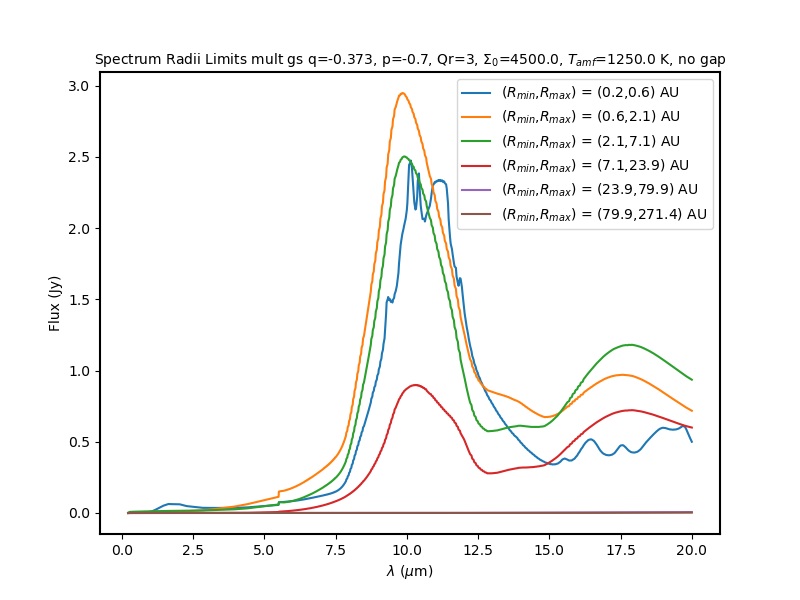 Spectrum Radii Limits mult gs q=-0.373, p=-0.7, Qr=3, Σ0=4500.0, Tamf=1250.0 K, no gap
3.0
2.5
2.0
1.5
1.0
0.5
0.0
Flux (Jy)
(Rmin,Rmax) = (0.2,0.6) AU
(Rmin,Rmax) = (0.6,2.1) AU
(Rmin,Rmax) = (2.1,7.1) AU
(Rmin,Rmax) = (7.1,23.9) AU
(Rmin,Rmax) = (23.9,79.9) AU
(Rmin,Rmax) = (79.9,271.4) AU
0.0 2.5 5.0 7.5 10.0 12.5 15.0 17.5 20.0
λ (μm)